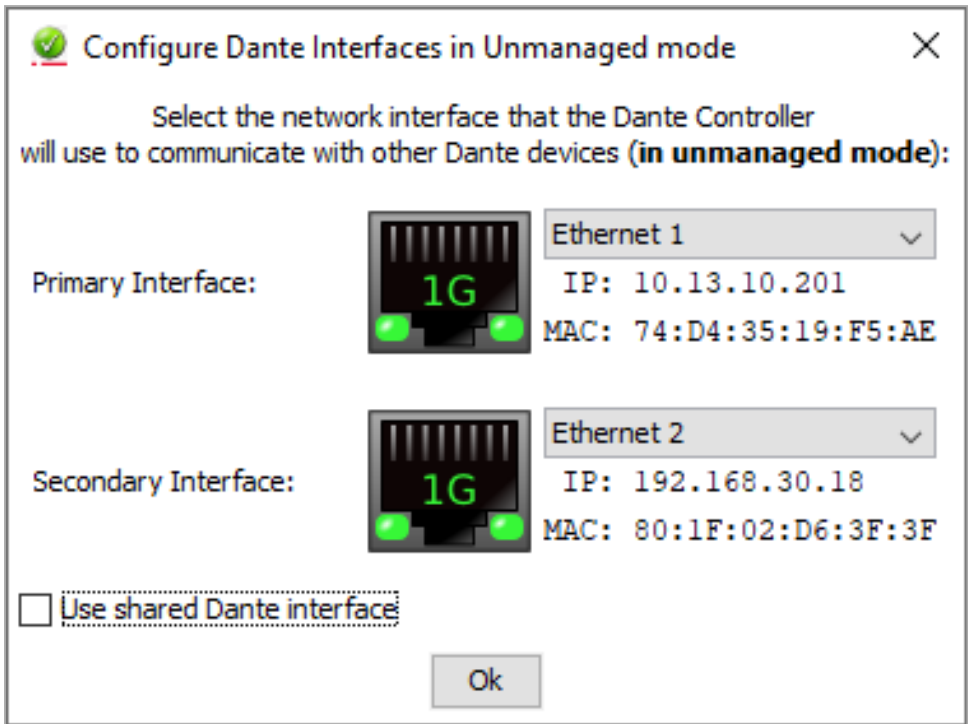 Configure Dante Interfaces in Unmanaged mode
Select the network interface that the Dante Controller
will use to communicate with other Dante devices (in unmanaged mode):
Primary Interface:
1G
Ethernet 1
IP: 10.13.10.201
MAC: 74:D4:35:19:F5:AE
Secondary Interface:
1G
Ethernet 2
IP: 192.168.30.18
MAC: 80:1F:02:D6:3F:3F
Use shared Dante interface
Ok